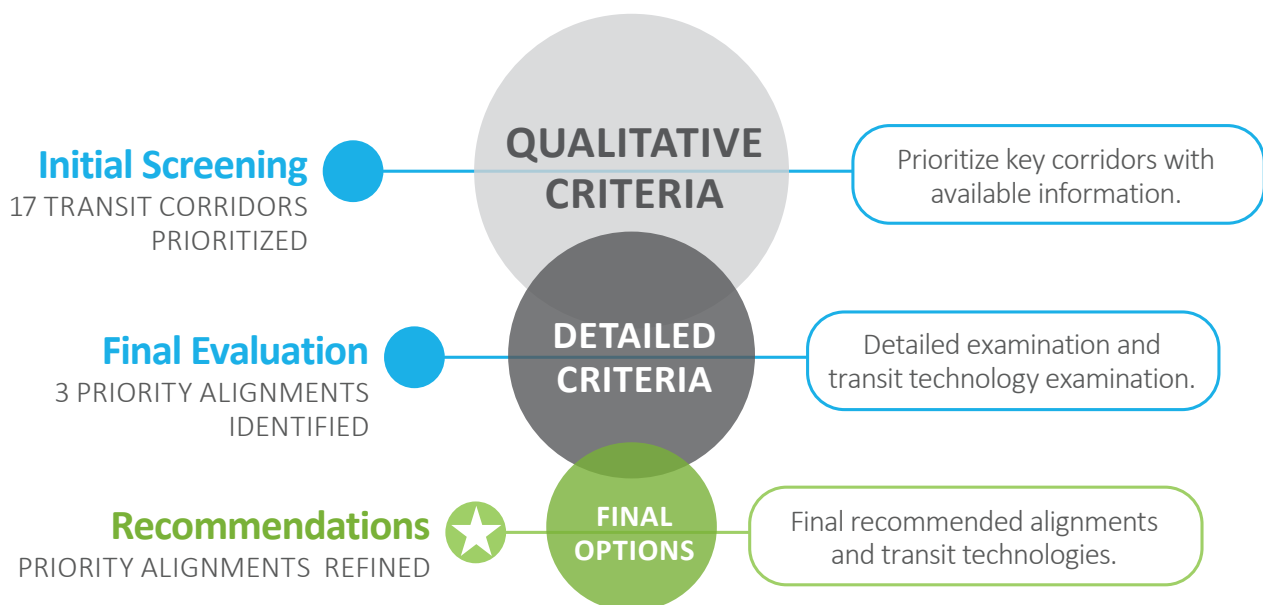 Initial Screening
17 TRANSIT CORRIDORS
PRIORITIZED
QUALITATIVE
CRITERIA
Prioritize key corridors with
available information.
Final Evaluation
3 PRIORITY ALIGNMENTS
IDENTIFIED
DETAILED
CRITERIA
Detailed examination and
transit technology examination.
Recommendations
PRIORITY ALIGNMENTS REFINED
FINAL
OPTIONS
Final recommended alignments
and transit technologies.